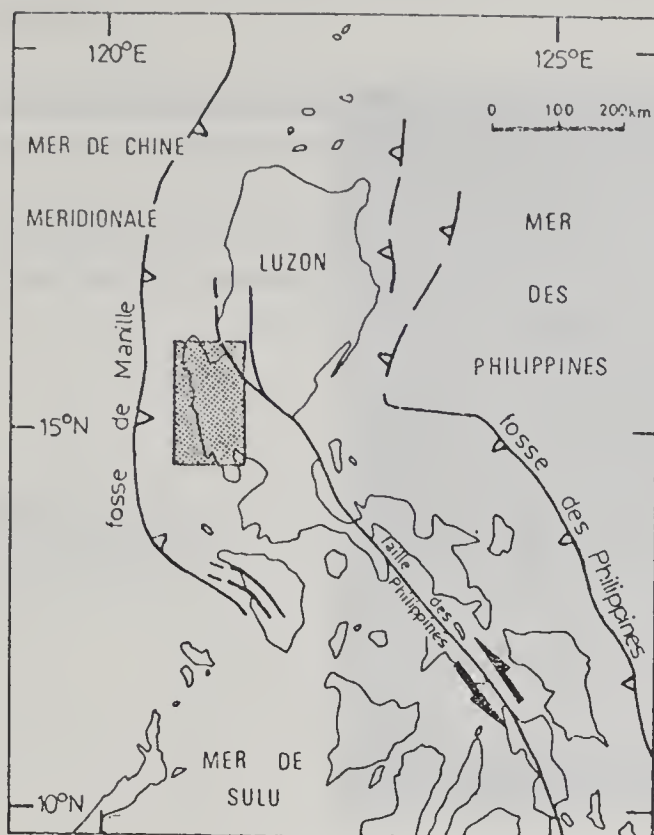 120°E
125°E
0 100 200km
MER DE CHINE
MERIDIONALE
LUZON
MER
DES
PHILIPPINES
fosse de Manille
15°N
fosse des Philippines
faille des
Philippines
MER DE
SULU
10°N